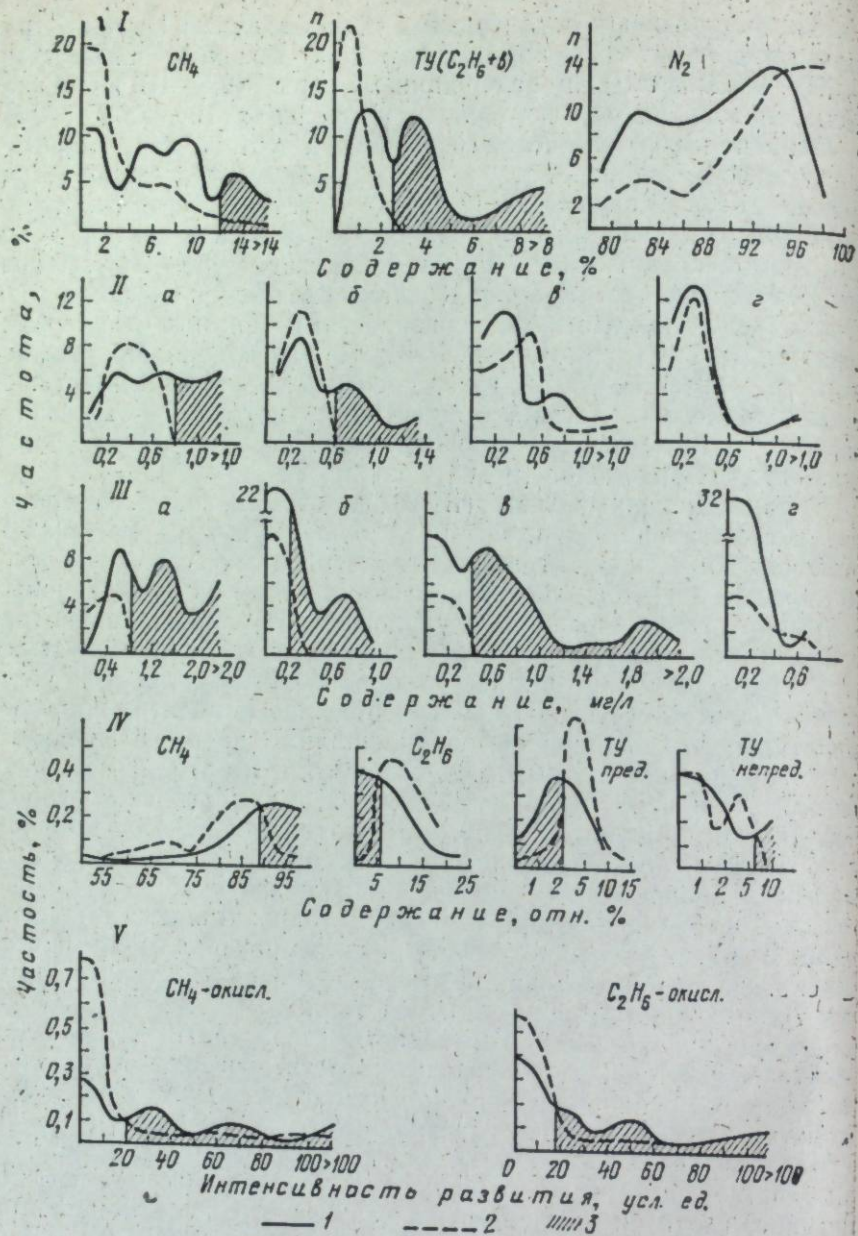 I
20
15
10
5
CH₄
2 6 10 14>14
n
20
15
10
5
ТУ(C₂H₆+В)
2 4 6 8>8
n
14
10
6
2
N₂
80 84 88 92 96 100
Содержание, %
Частота, %
II
12
8
4
а
0,2 0,6 1,0>1,0
б
0,2 0,6 1,0 1,4
в
0,2 0,6 1,0>1,0
г
0,2 0,6 1,0>1,0
III
8
4
а
0,4 1,2 2,0>2,0
22
б
0,2 0,6 1,0
в
0,2 0,6 1,0 1,4 1,8 >2,0
32
г
0,2 0,6
Содержание, мг/л
IV
0,4
0,2
CH₄
55 65 75 85 95
C₂H₆
5 15 25
ТУ
пред.
1 2 5 10 15
ТУ
непред.
1 2 5 10
Содержание, отн. %
Частость, %
V
0,7
0,5
0,3
0,1
CH₄-окисл.
20 40 60 80 100>100
C₂H₆-окисл.
0 20 40 60 80 100>100
Интенсивность развития, усл. ед.
1 2 3